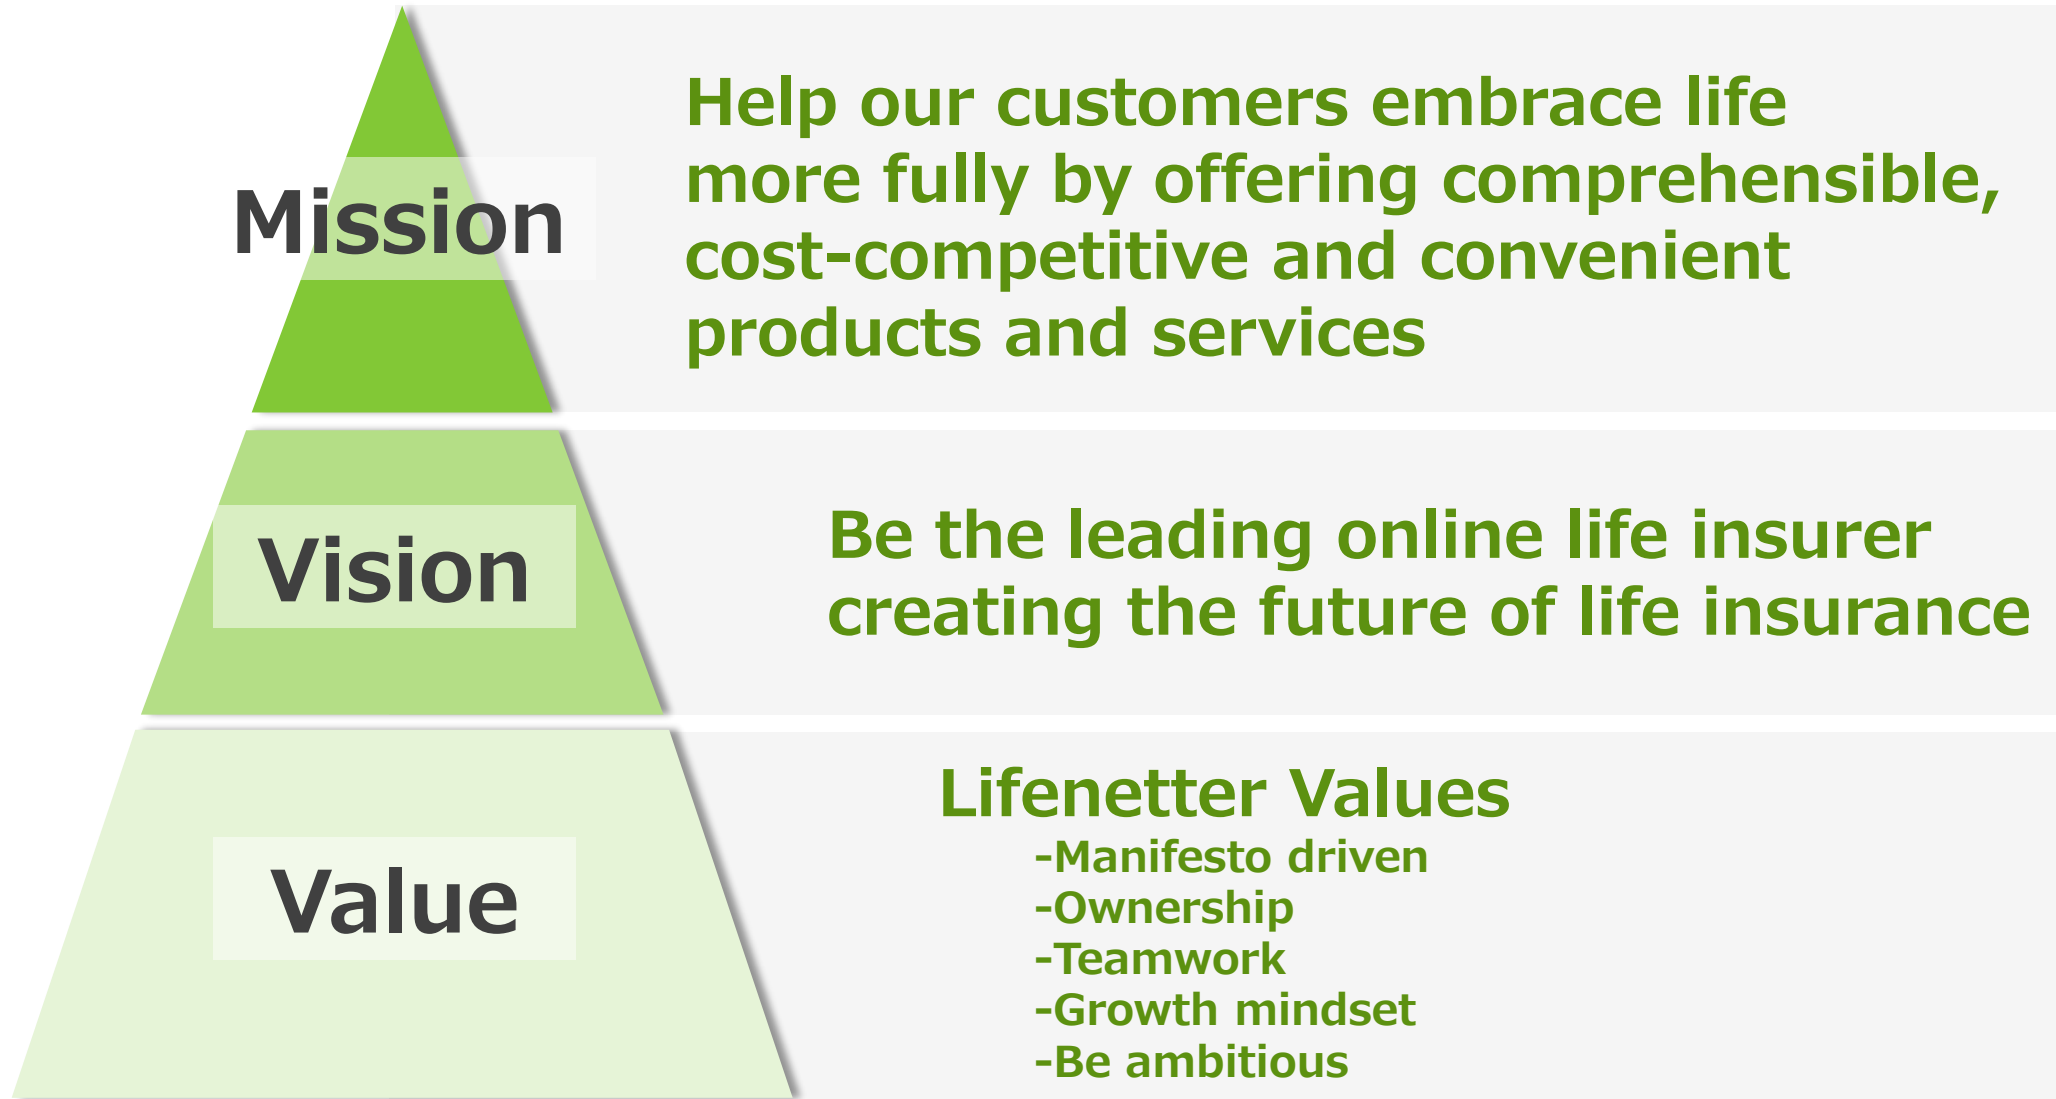 Mission
Help our customers embrace life
more fully by offering comprehensible,
cost-competitive and convenient
products and services
Vision
Be the leading online life insurer
creating the future of life insurance
Value
Lifenetter Values
-Manifesto driven
-Ownership
-Teamwork
-Growth mindset
-Be ambitious